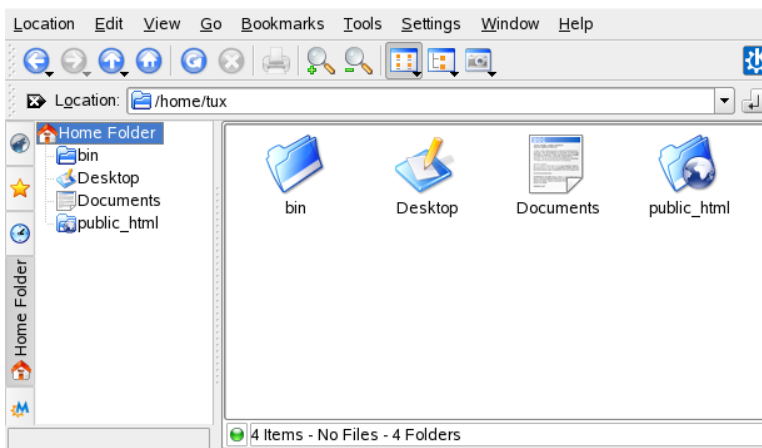 Location Edit View Go Bookmarks Tools Settings Window Help
Location: /home/tux
Home Folder
bin
Desktop
Documents
public_html
bin Desktop Documents public_html
Home Folder
4 Items - No Files - 4 Folders